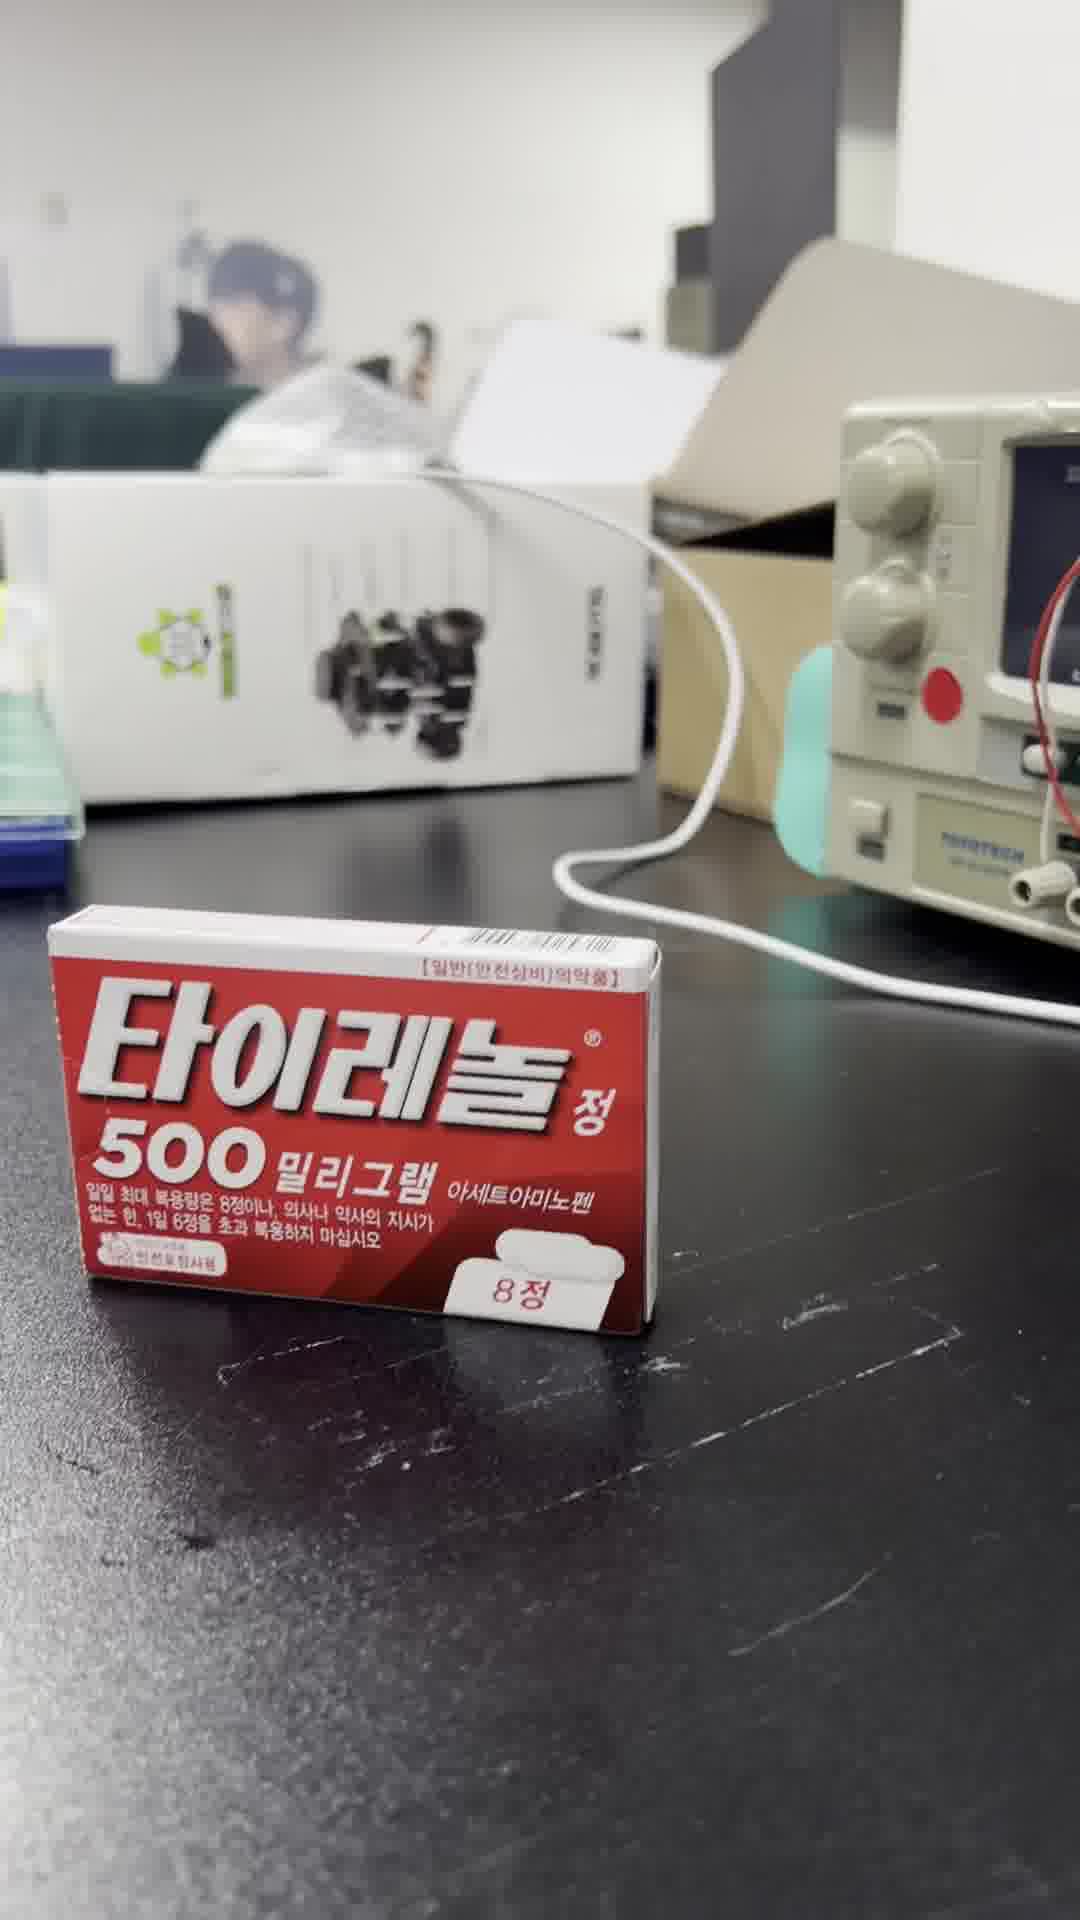 【일반(안전상비)의약품】
타이레놀® 정
500 밀리그램 아세트아미노펜
일일 최대 복용량은 8정이나, 의사나 약사의 지시가
없는 한, 1일 6정을 초과 복용하지 마십시오
8정